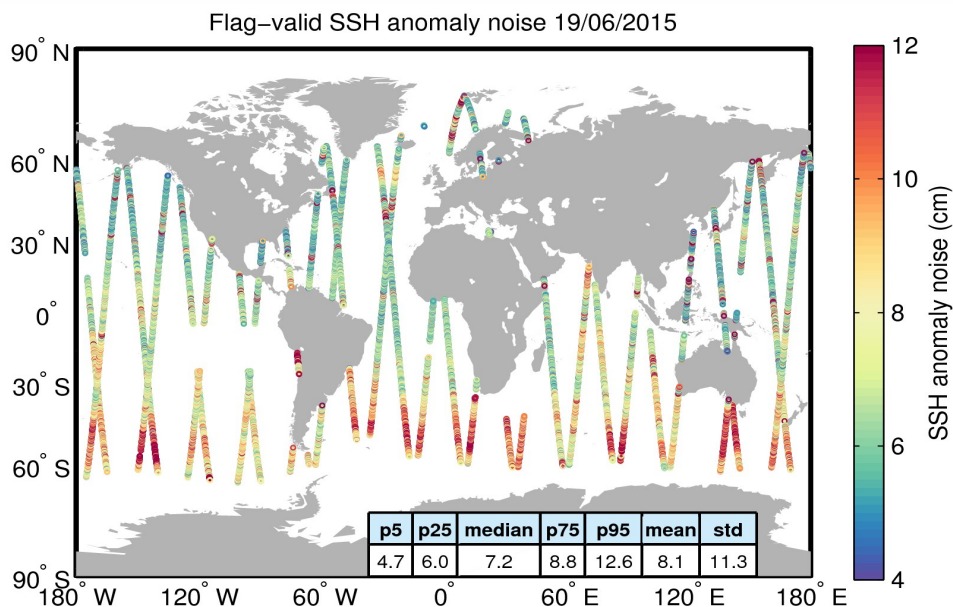 Flag−valid SSH anomaly noise 19/06/2015
90° N
60° N
30° N
0°
30° S
60° S
90° S
180° W
120° W
60° W
0°
60° E
120° E
180° E
p5 p25 median p75 p95 mean std
4.7 6.0 7.2 8.8 12.6 8.1 11.3
12
10
8
6
4
SSH anomaly noise (cm)